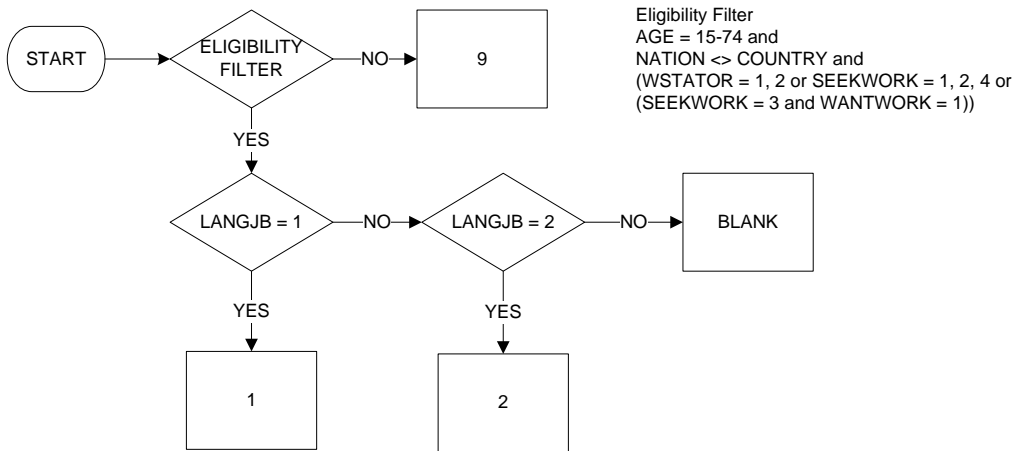 START
ELIGIBILITY
FILTER
NO
9
Eligibility Filter
AGE = 15-74 and
NATION <> COUNTRY and
(WSTATOR = 1, 2 or SEEKWORK = 1, 2, 4 or
(SEEKWORK = 3 and WANTWORK = 1))
YES
LANGJB = 1
NO
LANGJB = 2
NO
BLANK
YES
YES
1
2